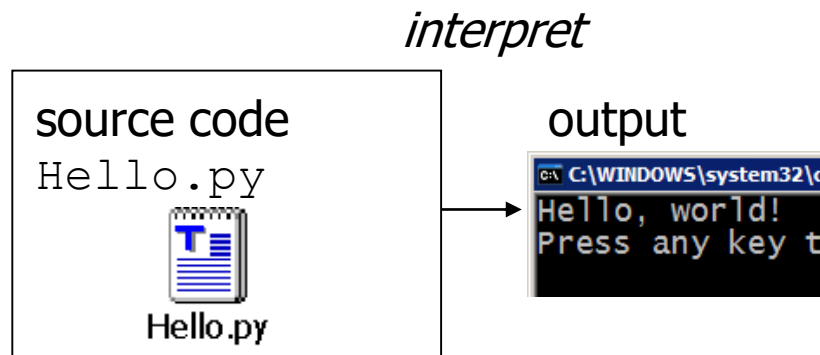 interpret
source code
Hello.py
Hello.py
output
C:\WINDOWS\system32\c
Hello, world!
Press any key t